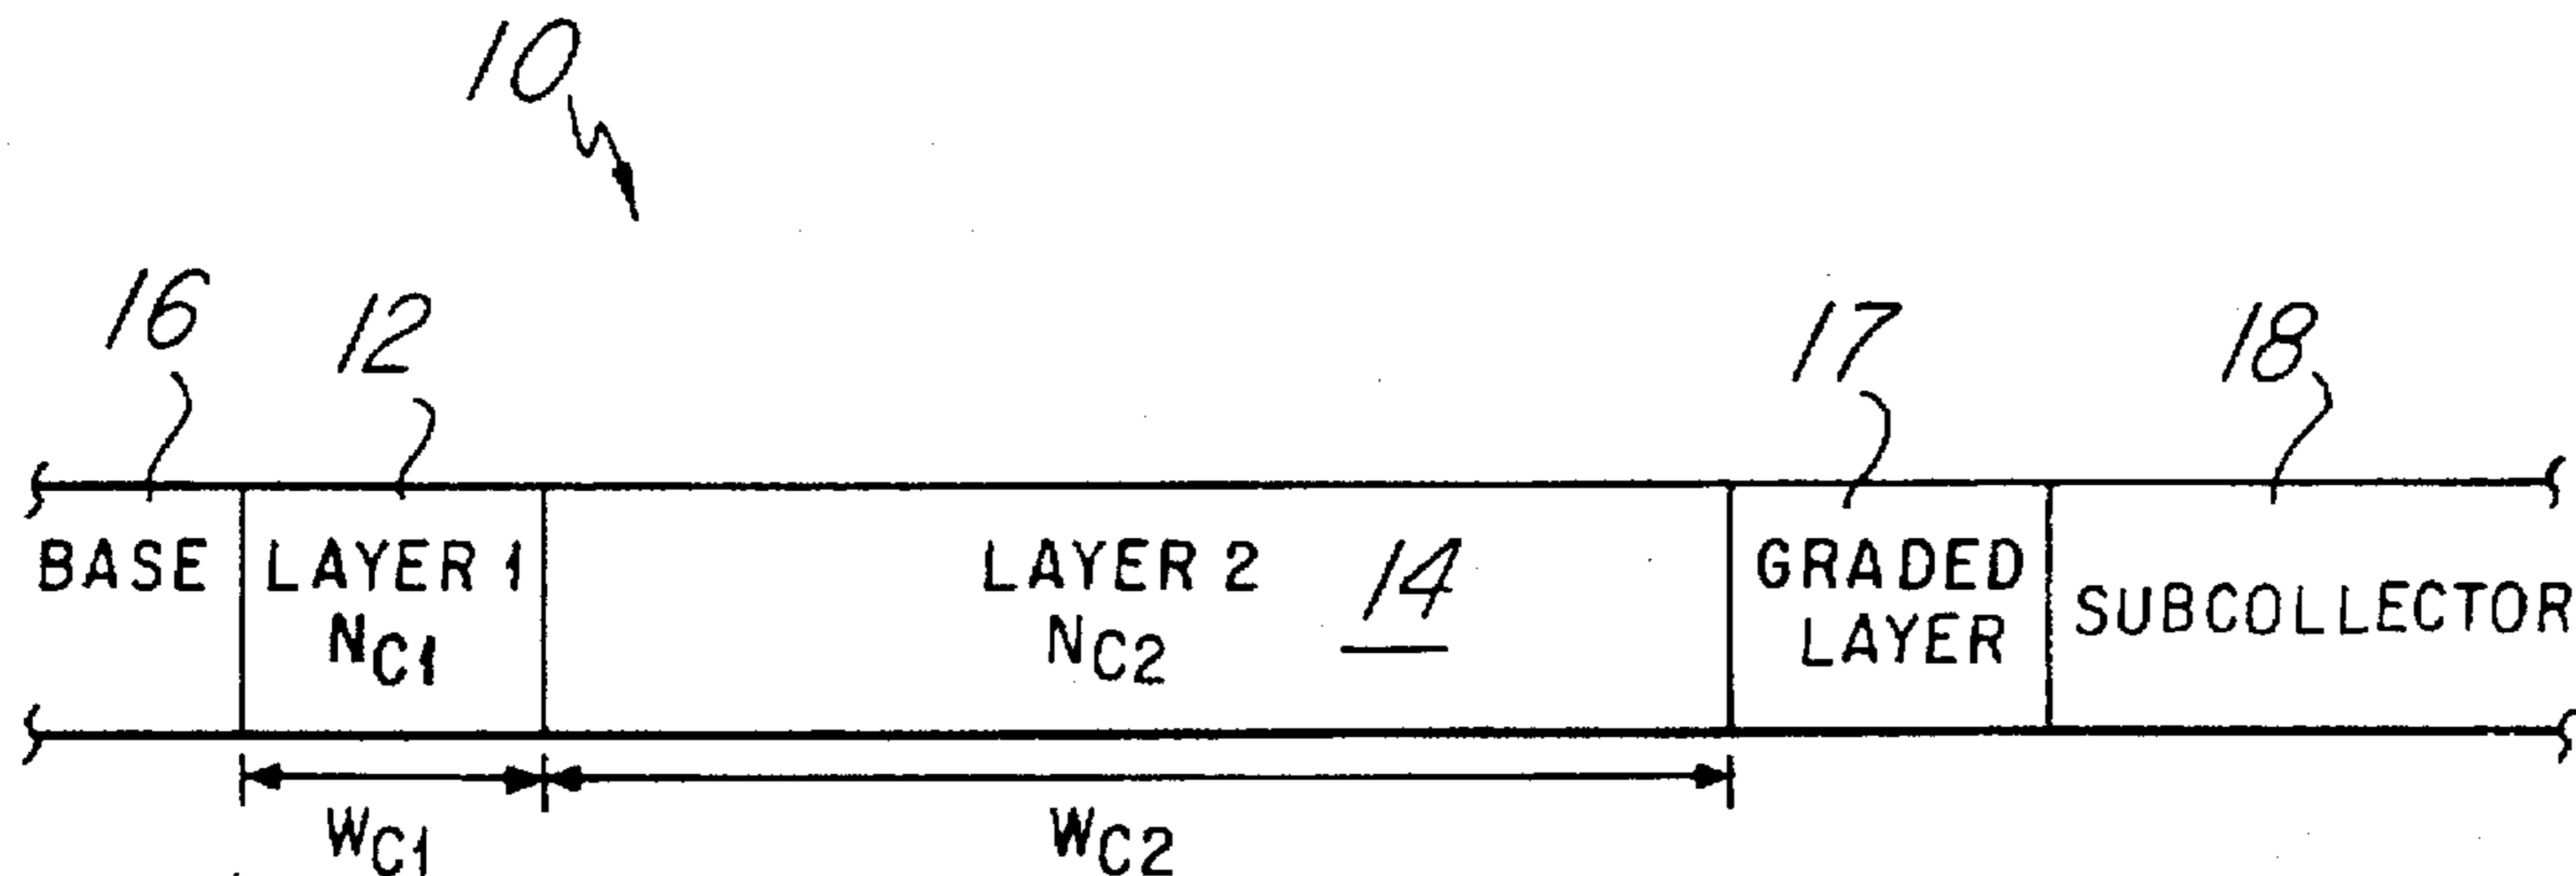 10
16
12
17
18
BASE
LAYER 1
NC1
LAYER 2
NC2
14
GRADED
LAYER
SUBCOLLECTOR
WC1
WC2